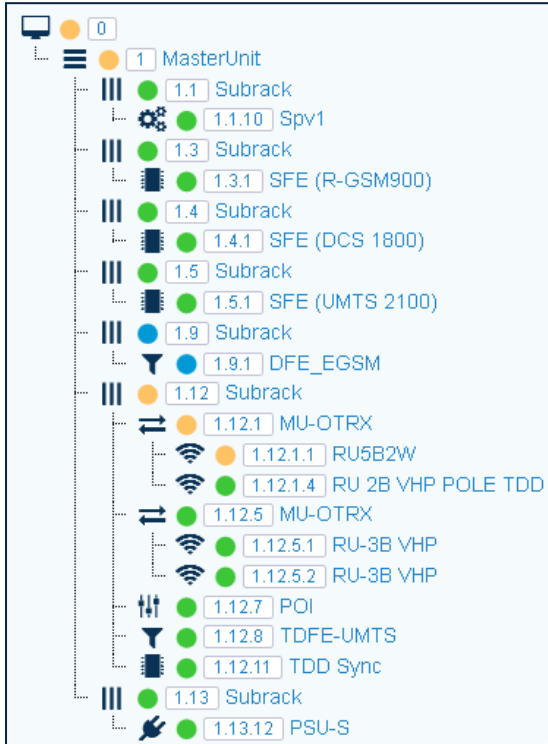 0
1 MasterUnit
1.1 Subrack
1.1.10 Spv1
1.3 Subrack
1.3.1 SFE (R-GSM900)
1.4 Subrack
1.4.1 SFE (DCS 1800)
1.5 Subrack
1.5.1 SFE (UMTS 2100)
1.9 Subrack
1.9.1 DFE_EGSM
1.12 Subrack
1.12.1 MU-OTRX
1.12.1.1 RU5B2W
1.12.1.4 RU 2B VHP POLE TDD
1.12.5 MU-OTRX
1.12.5.1 RU-3B VHP
1.12.5.2 RU-3B VHP
1.12.7 POI
1.12.8 TDFE-UMTS
1.12.11 TDD Sync
1.13 Subrack
1.13.12 PSU-S